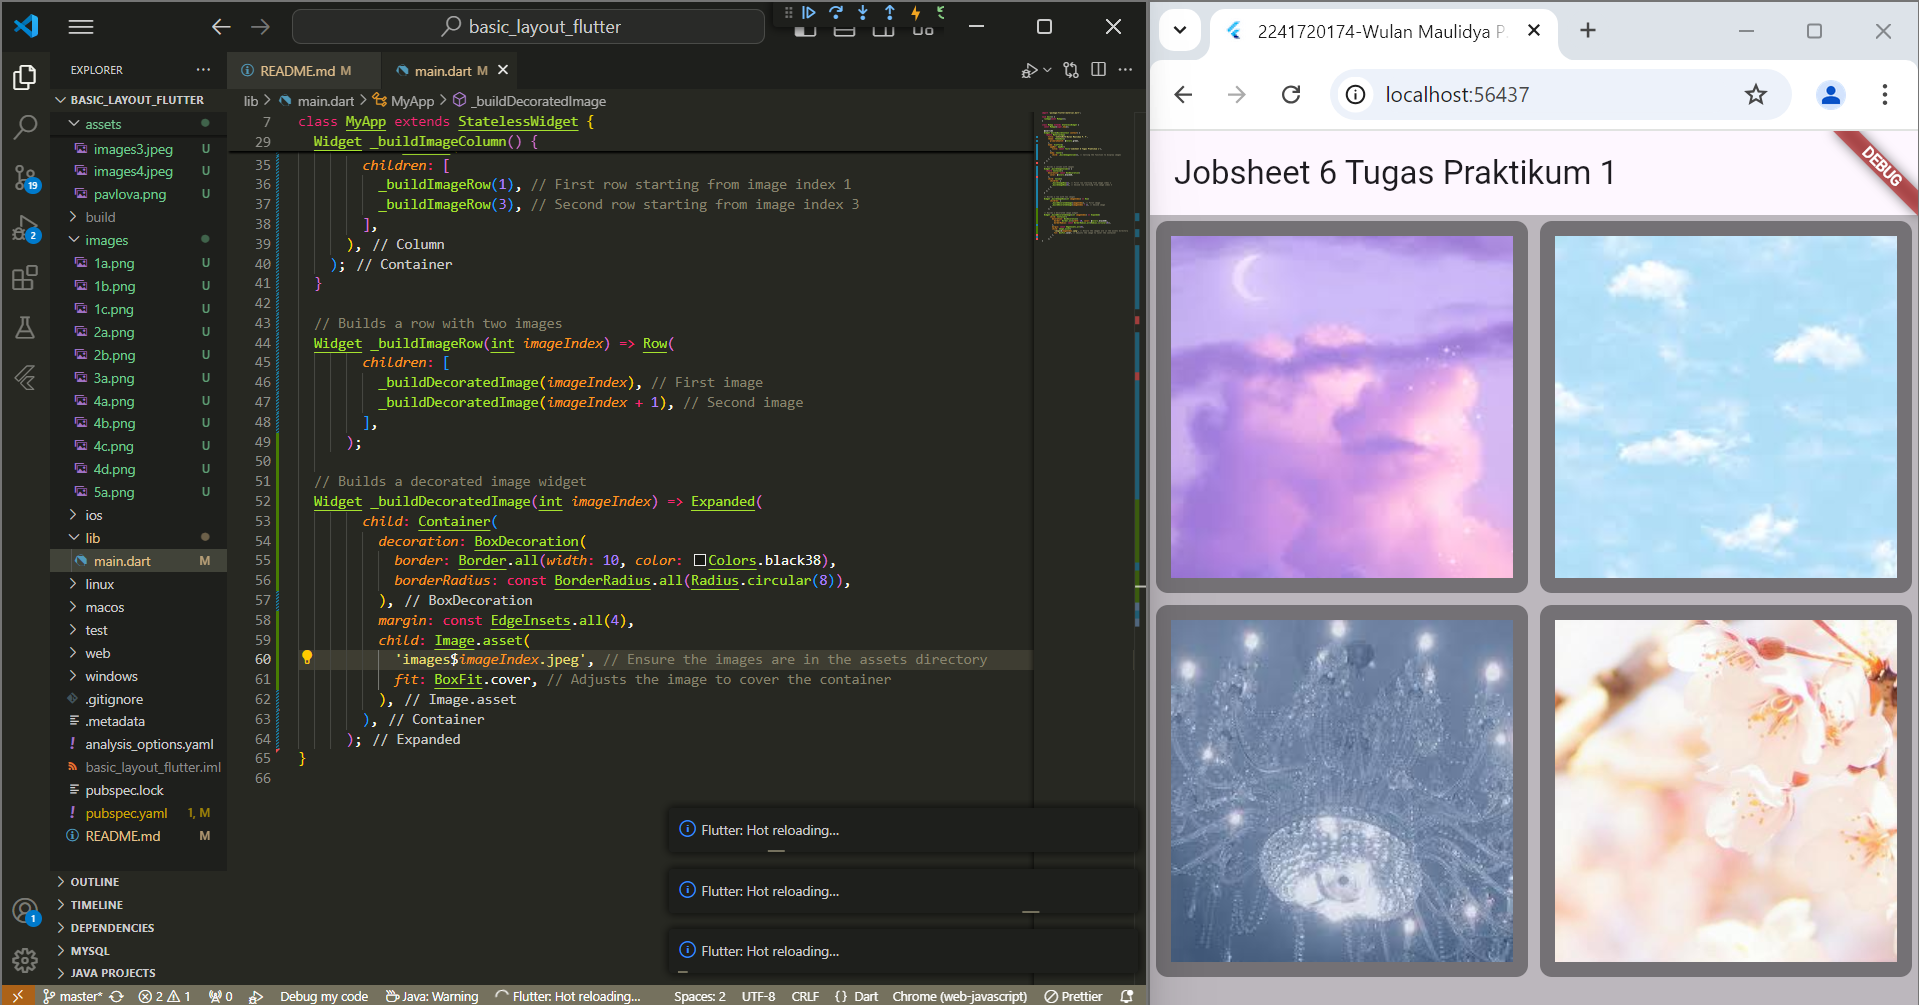 basic_layout_flutter
EXPLORER
BASIC_LAYOUT_FLUTTER
assets
images3.jpeg U
images4.jpeg U
pavlova.png U
build
images
1a.png U
1b.png U
1c.png U
2a.png U
2b.png U
3a.png U
4a.png U
4b.png U
4c.png U
4d.png U
5a.png U
ios
lib
main.dart M
linux
macos
test
web
windows
.gitignore
.metadata
analysis_options.yaml
basic_layout_flutter.iml
pubspec.lock
pubspec.yaml 1, M
README.md M
OUTLINE
TIMELINE
DEPENDENCIES
MYSQL
JAVA PROJECTS
19
2
1
README.md M
main.dart M
lib > main.dart > MyApp > _buildDecoratedImage
7 class MyApp extends StatelessWidget {
29 Widget _buildImageColumn() {
35 children: [
36 _buildImageRow(1), // First row starting from image index 1
37 _buildImageRow(3), // Second row starting from image index 3
38 ],
39 ), // Column
40 ); // Container
41 }
42
43 // Builds a row with two images
44 Widget _buildImageRow(int imageIndex) => Row(
45 children: [
46 _buildDecoratedImage(imageIndex), // First image
47 _buildDecoratedImage(imageIndex + 1), // Second image
48 ],
49 );
50
51 // Builds a decorated image widget
52 Widget _buildDecoratedImage(int imageIndex) => Expanded(
53 child: Container(
54 decoration: BoxDecoration(
55 border: Border.all(width: 10, color: Colors.black38),
56 borderRadius: const BorderRadius.all(Radius.circular(8)),
57 ), // BoxDecoration
58 margin: const EdgeInsets.all(4),
59 child: Image.asset(
60 'images$imageIndex.jpeg', // Ensure the images are in the assets directory
61 fit: BoxFit.cover, // Adjusts the image to cover the container
62 ), // Image.asset
63 ), // Container
64 ); // Expanded
65 }
66
Flutter: Hot reloading...
Flutter: Hot reloading...
Flutter: Hot reloading...
master* 2 1 0 Debug my code Java: Warning Flutter: Hot reloading... Spaces: 2 UTF-8 CRLF {} Dart Chrome (web-javascript) Prettier
2241720174-Wulan Maulidya P
localhost:56437
Jobsheet 6 Tugas Praktikum 1
DEBUG